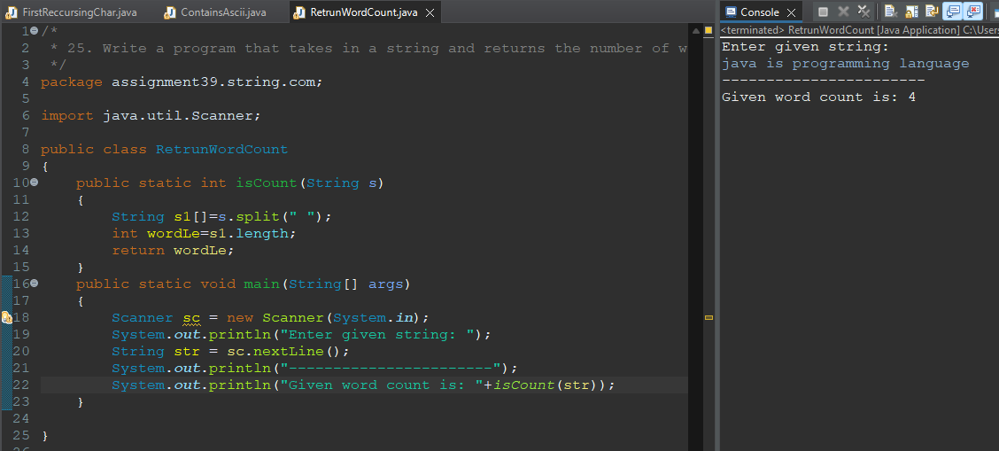 FirstReccursingChar.java
ContainsAscii.java
RetrunWordCount.java
1 /*
2 * 25. Write a program that takes in a string and returns the number of w
3 */
4 package assignment39.string.com;
5
6 import java.util.Scanner;
7
8 public class RetrunWordCount
9 {
10 public static int isCount(String s)
11 {
12 String s1[]=s.split(" ");
13 int wordLe=s1.length;
14 return wordLe;
15 }
16 public static void main(String[] args)
17 {
18 Scanner sc = new Scanner(System.in);
19 System.out.println("Enter given string: ");
20 String str = sc.nextLine();
21 System.out.println("-----------------------");
22 System.out.println("Given word count is: "+isCount(str));
23 }
24
25 }
Console
<terminated> RetrunWordCount [Java Application] C:\Users
Enter given string:
java is programming language
-----------------------
Given word count is: 4